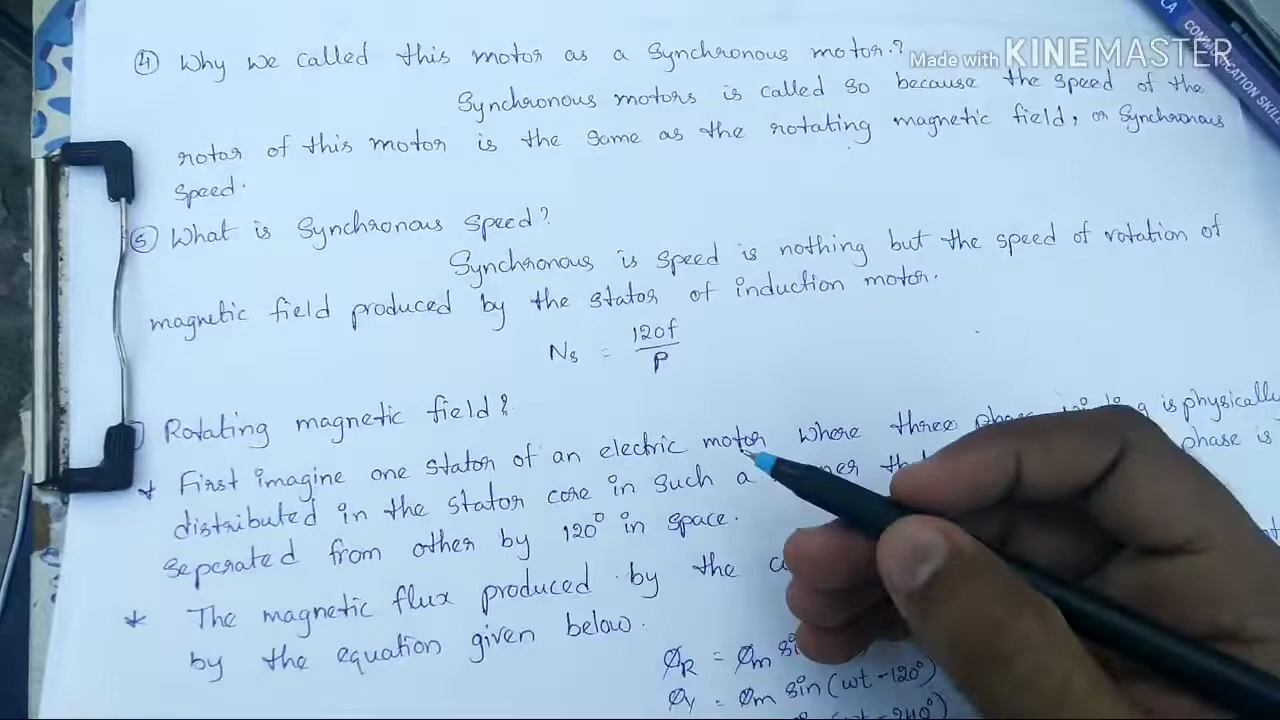 Made with KINEMASTER
COMMUNICATION SKILLS
④ Why we called this motor as a Synchronous motor.?
Synchronous motors is called so because the speed of the
rotor of this motor is the same as the rotating magnetic field, or Synchronous
speed.
⑤ What is Synchronous Speed?
Synchronous is speed is nothing but the speed of rotation of
magnetic field produced by the stator of induction motor.
Ns = 120f
P
Rotating magnetic field?
* First imagine one stator of an electric motor where three phase is physically
distributed in the stator core in such a phase is
seperated from other by 120° in space.
* The magnetic flux produced by the
by the equation given below.
ØR = Øm
ØY = Øm sin(wt-120°)